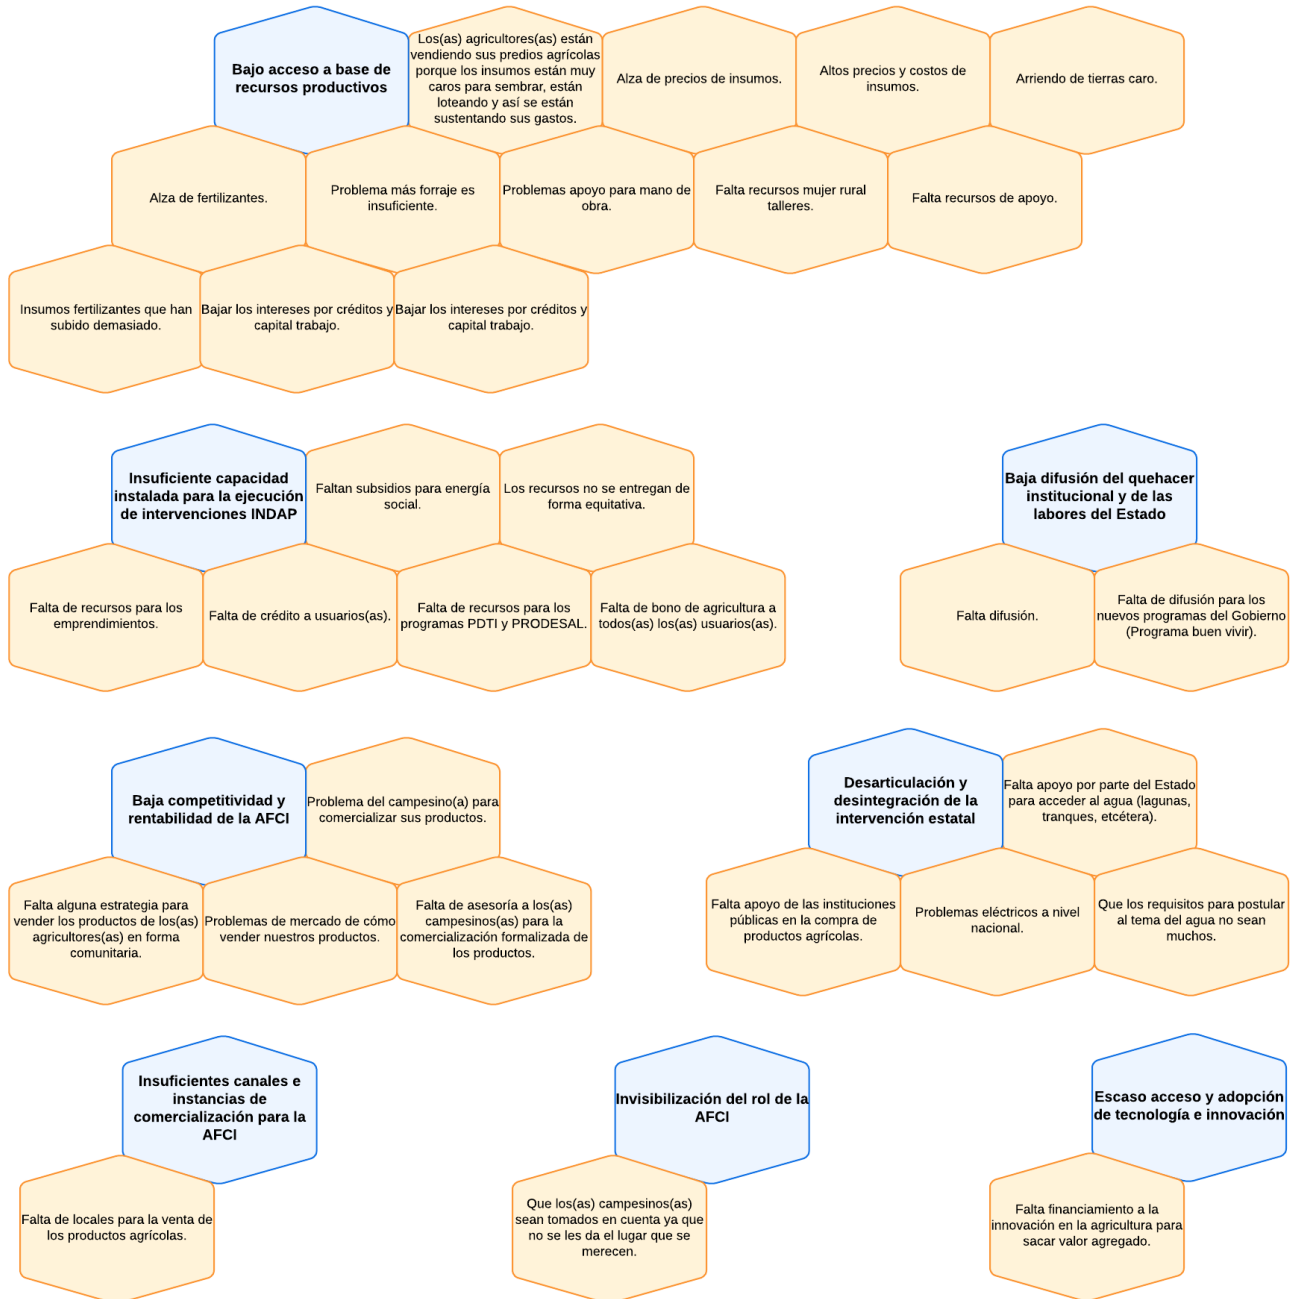 Bajo acceso a base de
recursos productivos
Los(as) agricultores(as) están
vendiendo sus predios agrícolas
porque los insumos están muy
caros para sembrar, están
loteando y así se están
sustentando sus gastos.
Alza de precios de insumos.
Altos precios y costos de
insumos.
Arriendo de tierras caro.
Alza de fertilizantes.
Problema más forraje es
insuficiente.
Problemas apoyo para mano de
obra.
Falta recursos mujer rural
talleres.
Falta recursos de apoyo.
Insumos fertilizantes que han
subido demasiado.
Bajar los intereses por créditos y
capital trabajo.
Bajar los intereses por créditos y
capital trabajo.
Insuficiente capacidad
instalada para la ejecución
de intervenciones INDAP
Faltan subsidios para energía
social.
Los recursos no se entregan de
forma equitativa.
Falta de recursos para los
emprendimientos.
Falta de crédito a usuarios(as).
Falta de recursos para los
programas PDTI y PRODESAL.
Falta de bono de agricultura a
todos(as) los(as) usuarios(as).
Baja difusión del quehacer
institucional y de las
labores del Estado
Falta difusión.
Falta de difusión para los
nuevos programas del Gobierno
(Programa buen vivir).
Baja competitividad y
rentabilidad de la AFCI
Problema del campesino(a) para
comercializar sus productos.
Falta alguna estrategia para
vender los productos de los(as)
agricultores(as) en forma
comunitaria.
Problemas de mercado de cómo
vender nuestros productos.
Falta de asesoría a los(as)
campesinos(as) para la
comercialización formalizada de
los productos.
Desarticulación y
desintegración de la
intervención estatal
Falta apoyo por parte del Estado
para acceder al agua (lagunas,
tranques, etcétera).
Falta apoyo de las instituciones
públicas en la compra de
productos agrícolas.
Problemas eléctricos a nivel
nacional.
Que los requisitos para postular
al tema del agua no sean
muchos.
Insuficientes canales e
instancias de
comercialización para la
AFCI
Falta de locales para la venta de
los productos agrícolas.
Invisibilización del rol de la
AFCI
Que los(as) campesinos(as)
sean tomados en cuenta ya que
no se les da el lugar que se
merecen.
Escaso acceso y adopción
de tecnología e innovación
Falta financiamiento a la
innovación en la agricultura para
sacar valor agregado.